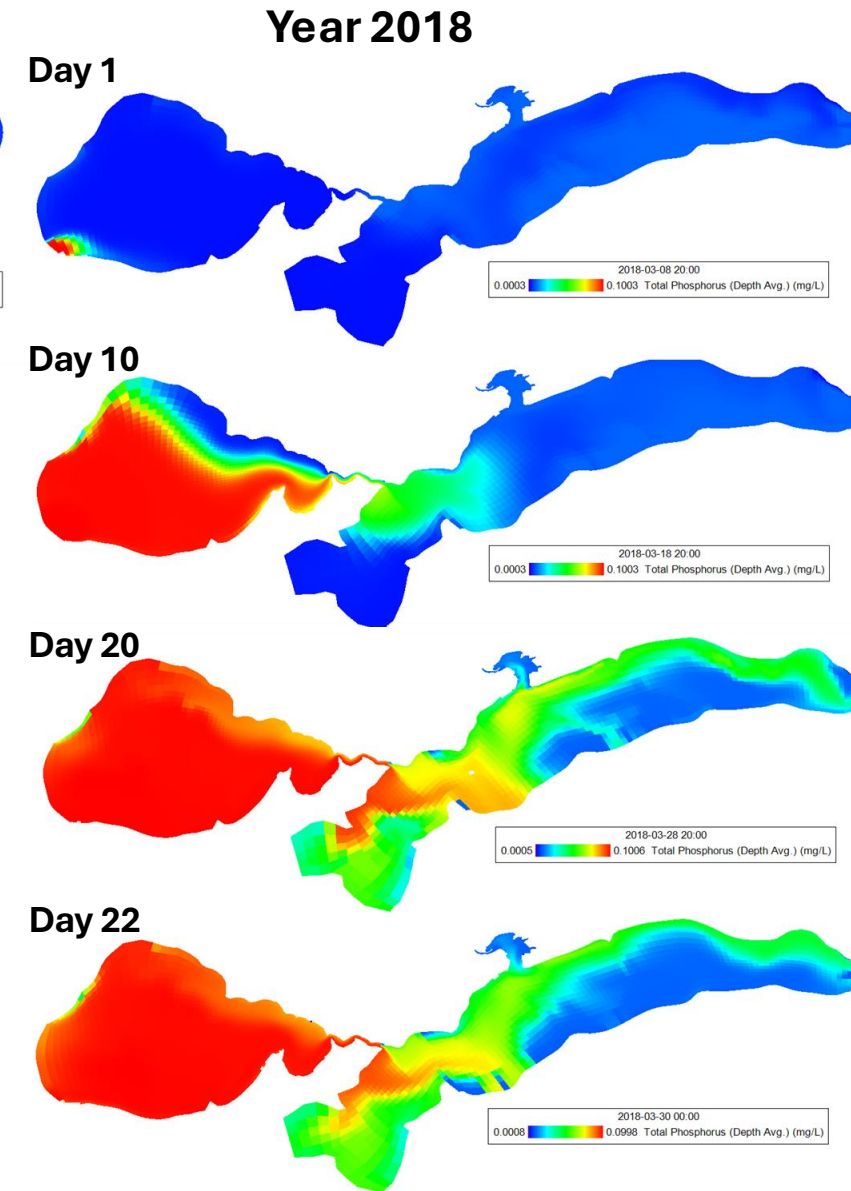 Year 2018
Day 1
2018-03-08 20:00
0.0003 0.1003 Total Phosphorus (Depth Avg.) (mg/L)
Day 10
2018-03-18 20:00
0.0003 0.1003 Total Phosphorus (Depth Avg.) (mg/L)
Day 20
2018-03-28 20:00
0.0005 0.1006 Total Phosphorus (Depth Avg.) (mg/L)
Day 22
2018-03-30 00:00
0.0008 0.0998 Total Phosphorus (Depth Avg.) (mg/L)